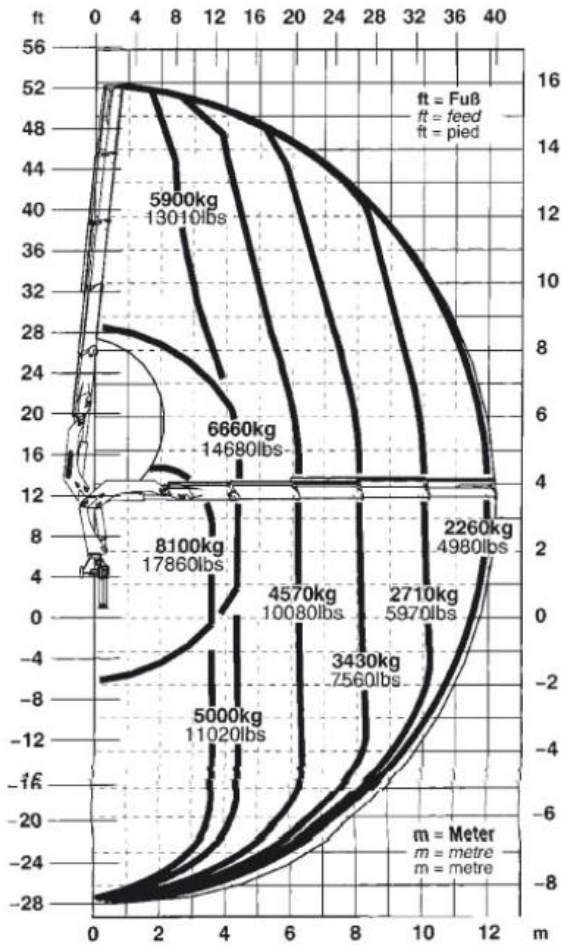 ft 0 4 8 12 16 20 24 28 32 36 40
56
52
48
44
40
36
32
28
24
20
16
12
8
4
0
-4
-8
-12
-16
-20
-24
-28
16
14
12
10
8
6
4
2
0
-2
-4
-6
-8
ft = Fuß
ft = feed
ft = pied
5900kg
13010lbs
6660kg
14680lbs
8100kg
17860lbs
2260kg
4980lbs
4570kg
10080lbs
2710kg
5970lbs
3430kg
7560lbs
5000kg
11020lbs
m = Meter
m = metre
m = metre
0 2 4 6 8 10 12 m